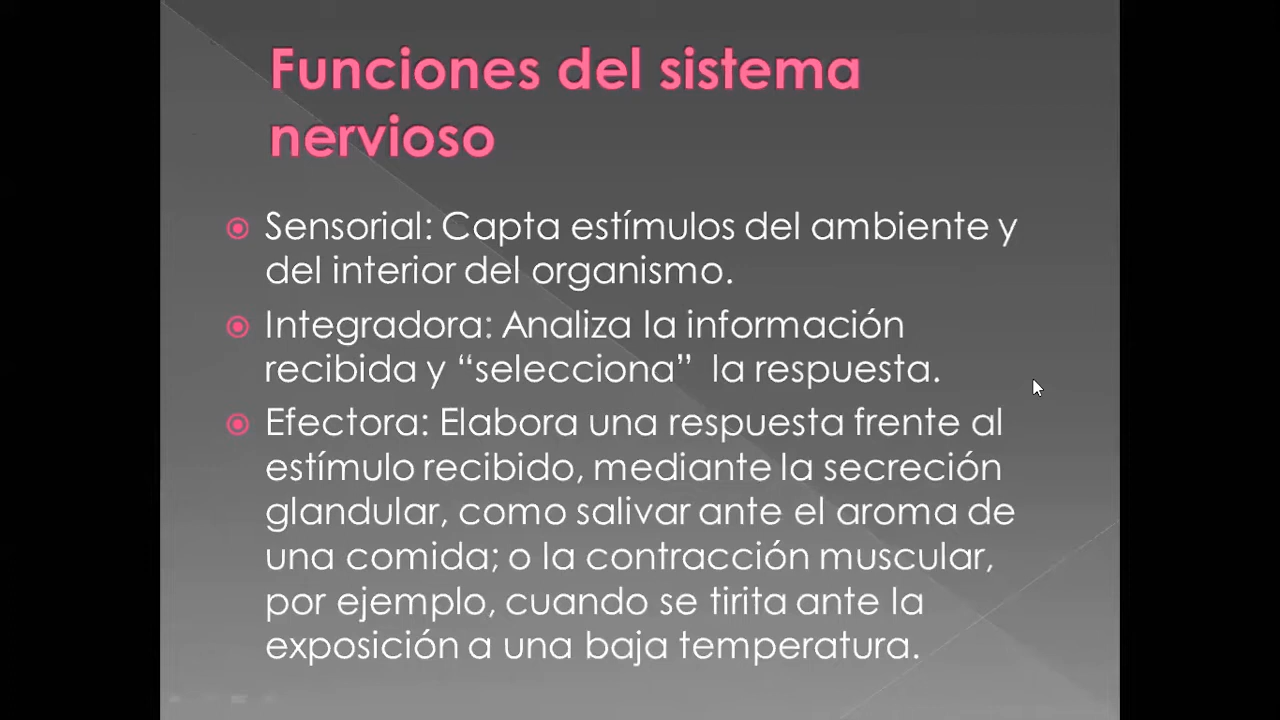 Funciones del sistema
nervioso
Sensorial: Capta estímulos del ambiente y
del interior del organismo.
Integradora: Analiza la información
recibida y “selecciona” la respuesta.
Efectora: Elabora una respuesta frente al
estímulo recibido, mediante la secreción
glandular, como salivar ante el aroma de
una comida; o la contracción muscular,
por ejemplo, cuando se tirita ante la
exposición a una baja temperatura.